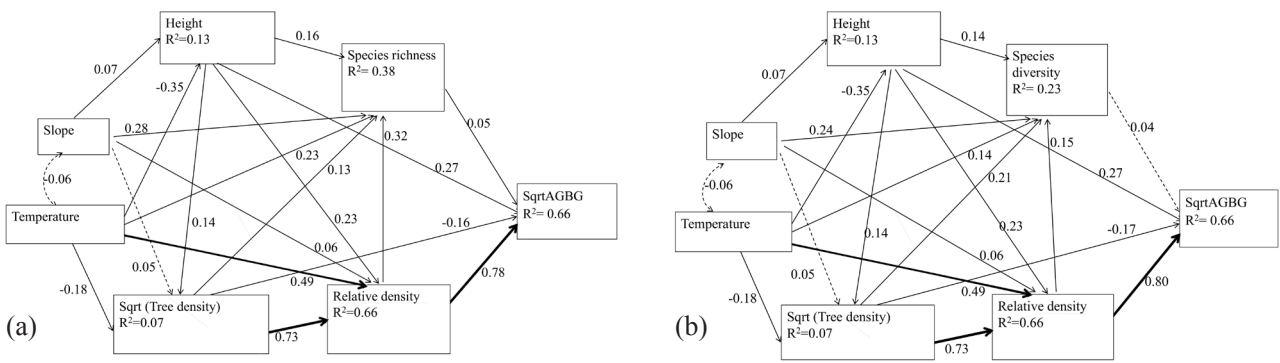 Height
R²=0.13
0.16
Species richness
R²= 0.38
0.07
-0.35
Slope
0.28
0.32
0.05
0.23
0.13
0.27
-0.06
SqrtAGBG
R²= 0.66
Temperature
0.14
0.23
-0.16
0.06
0.05
0.49
0.78
-0.18
Sqrt (Tree density)
R²=0.07
Relative density
R²=0.66
0.73
(a)
Height
R²=0.13
0.14
Species
diversity
R²= 0.23
0.07
-0.35
Slope
0.24
0.15
0.04
0.14
0.21
0.27
-0.06
SqrtAGBG
R²= 0.66
Temperature
0.14
0.23
-0.17
0.06
0.05
0.49
0.80
-0.18
Sqrt (Tree density)
R²=0.07
Relative density
R²=0.66
0.73
(b)